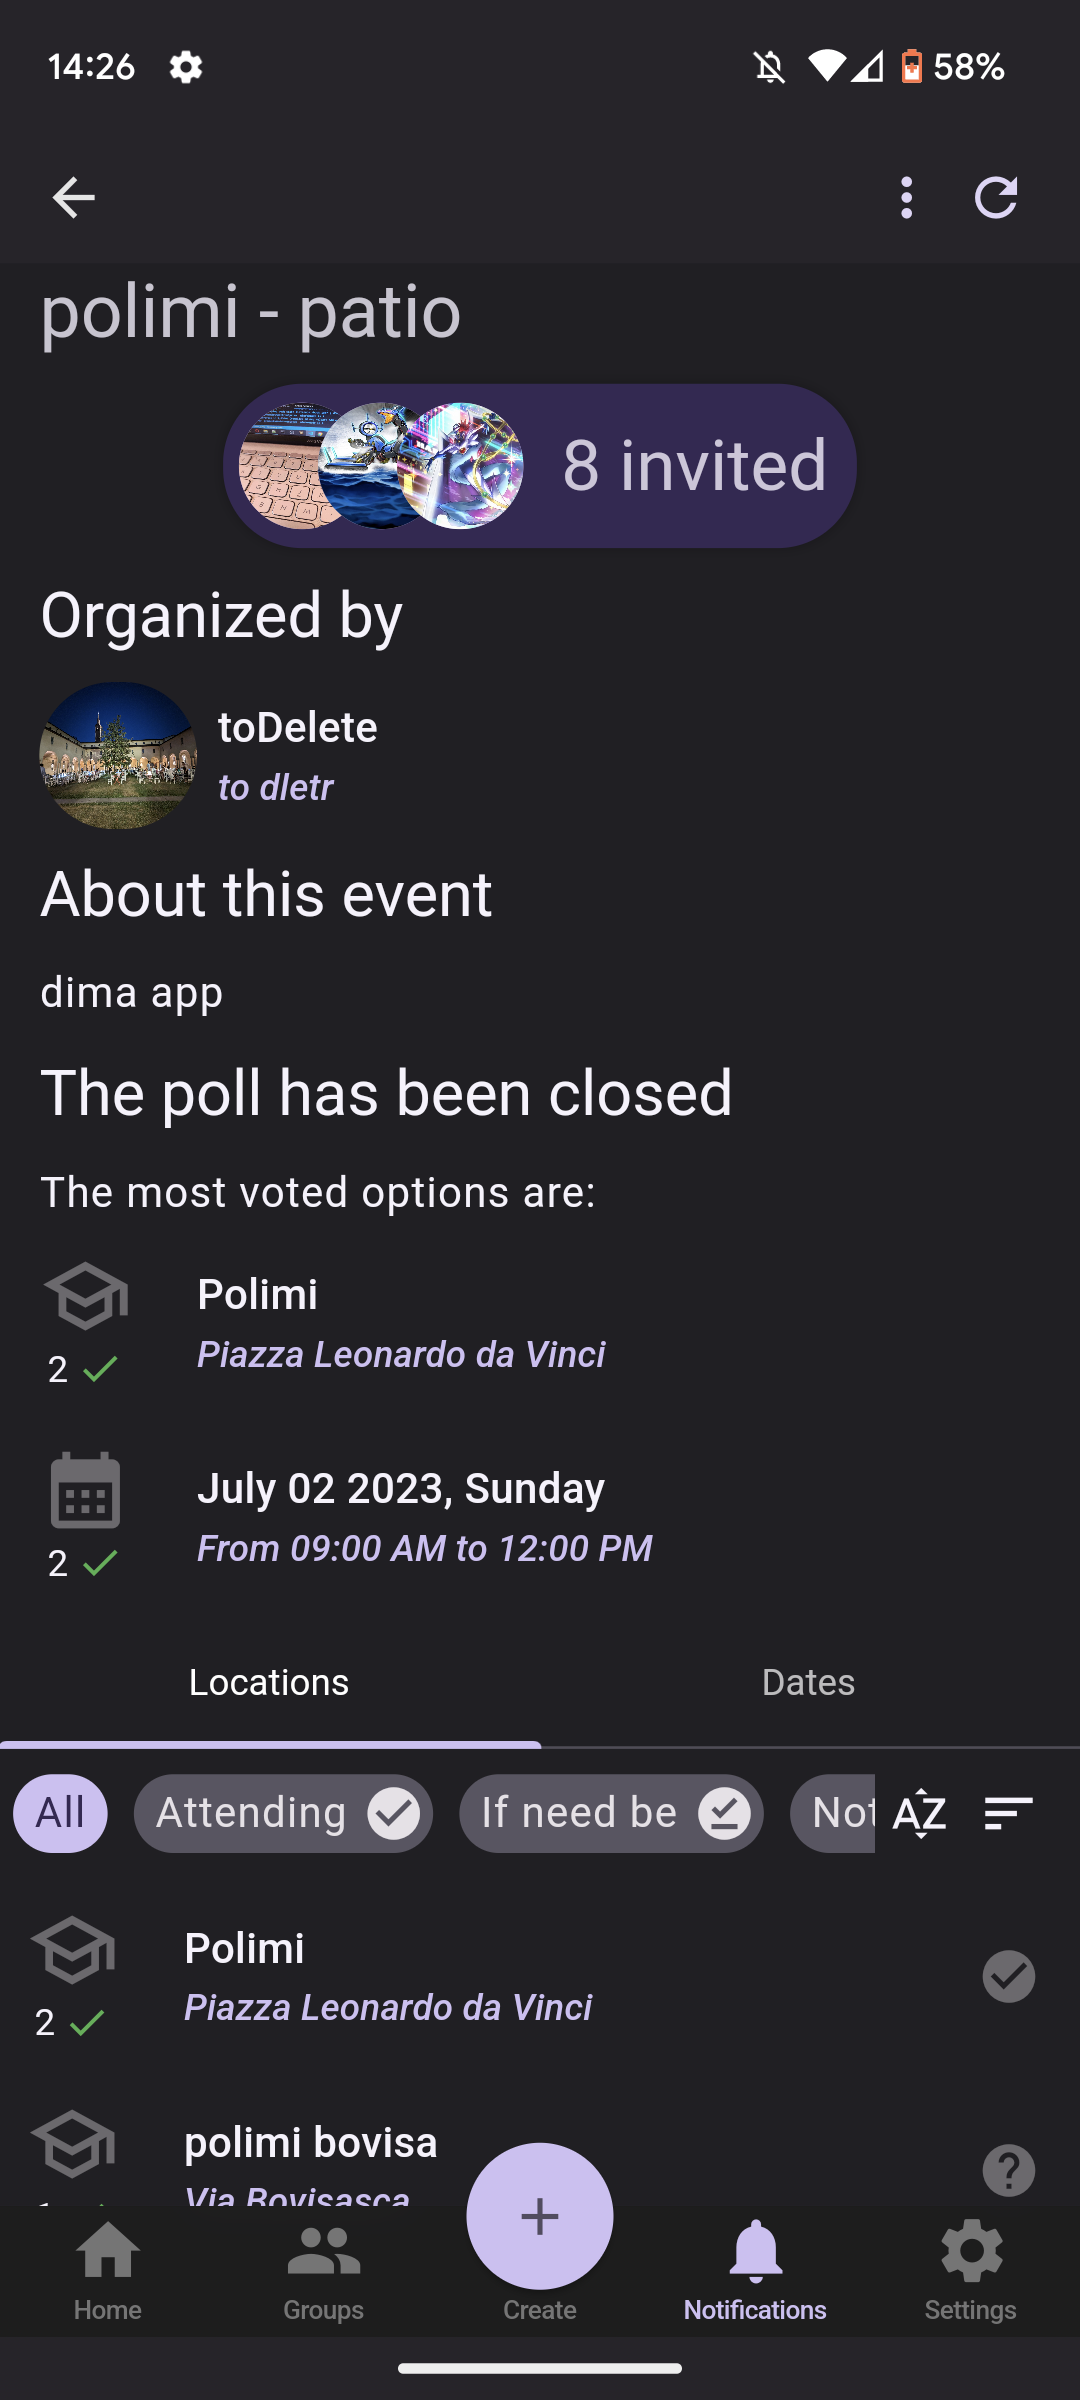 14:26
58%
polimi - patio
8 invited
Organized by
toDelete
to dletr
About this event
dima app
The poll has been closed
The most voted options are:
Polimi
Piazza Leonardo da Vinci
2
July 02 2023, Sunday
From 09:00 AM to 12:00 PM
2
Locations Dates
All Attending If need be Not AZ
Polimi
Piazza Leonardo da Vinci
2
polimi bovisa
Via Bovisasca
Home Groups Create Notifications Settings